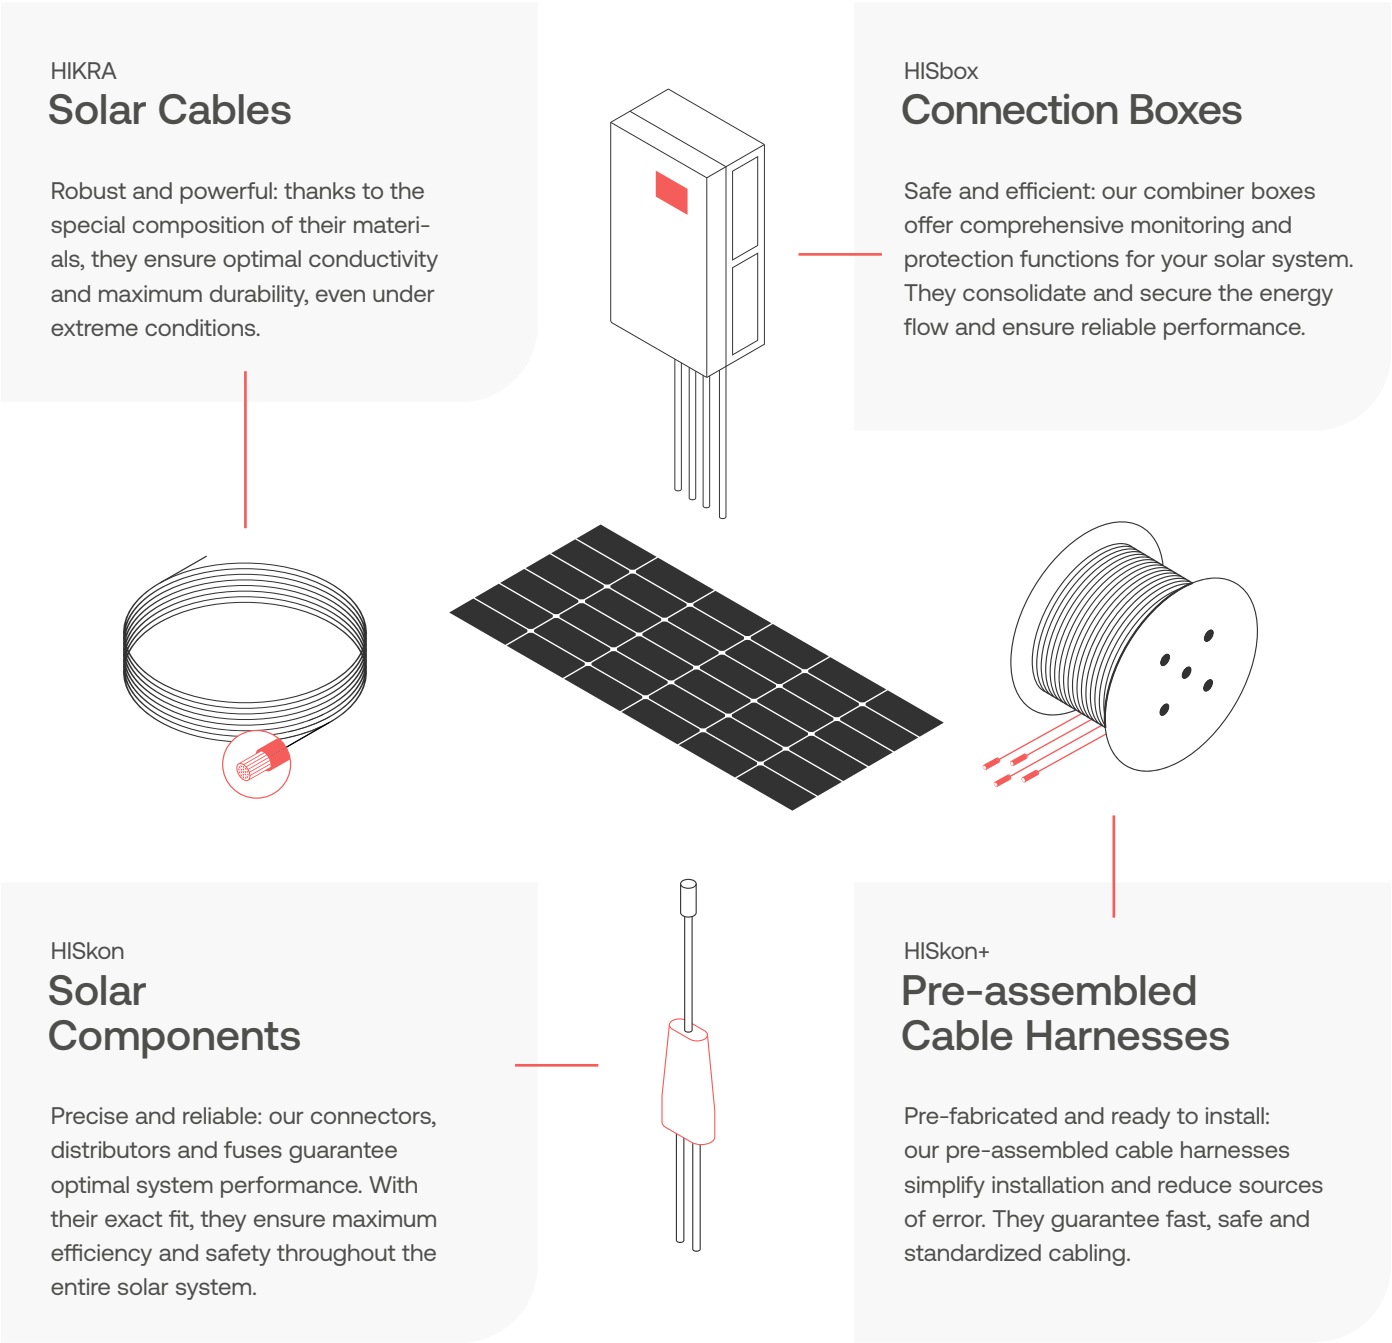 HIKRA
Solar Cables
Robust and powerful: thanks to the
special composition of their materi-
als, they ensure optimal conductivity
and maximum durability, even under
extreme conditions.
HISbox
Connection Boxes
Safe and efficient: our combiner boxes
offer comprehensive monitoring and
protection functions for your solar system.
They consolidate and secure the energy
flow and ensure reliable performance.
HISkon
Solar
Components
Precise and reliable: our connectors,
distributors and fuses guarantee
optimal system performance. With
their exact fit, they ensure maximum
efficiency and safety throughout the
entire solar system.
HISkon+
Pre-assembled
Cable Harnesses
Pre-fabricated and ready to install:
our pre-assembled cable harnesses
simplify installation and reduce sources
of error. They guarantee fast, safe and
standardized cabling.